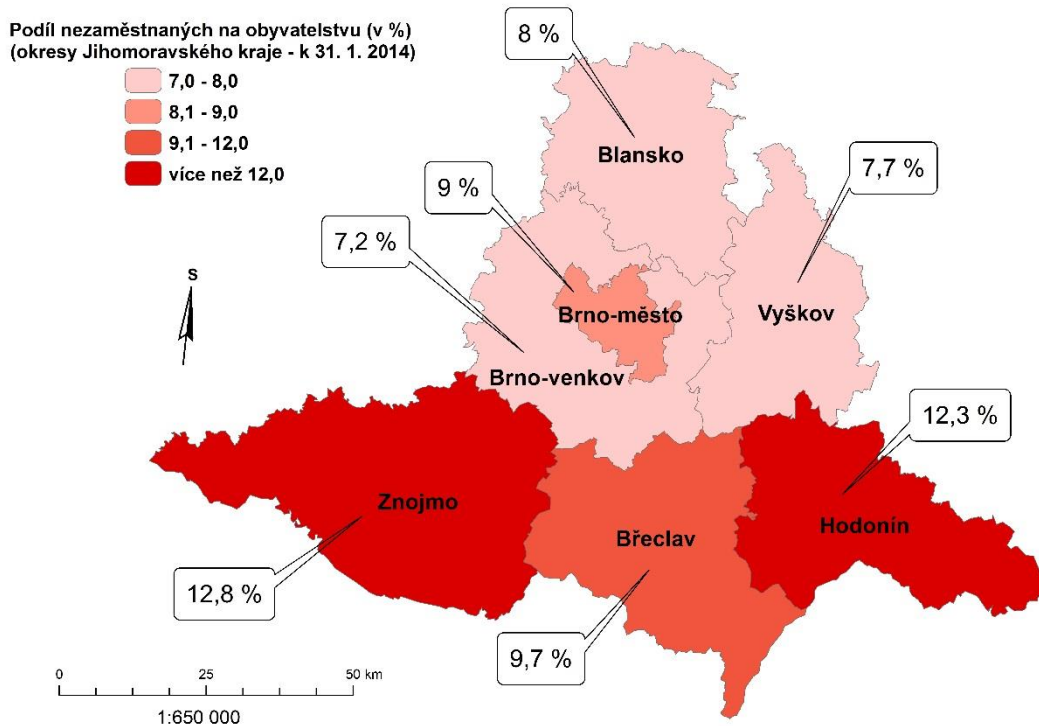 Podíl nezaměstnaných na obyvatelstvu (v %)
(okresy Jihomoravského kraje - k 31. 1. 2014)
7,0 - 8,0
8,1 - 9,0
9,1 - 12,0
více než 12,0
8 %
Blansko
7,7 %
9 %
7,2 %
S
Brno-město
Vyškov
Brno-venkov
12,3 %
Znojmo
Hodonín
Břeclav
12,8 %
9,7 %
0 25 50 km
1:650 000